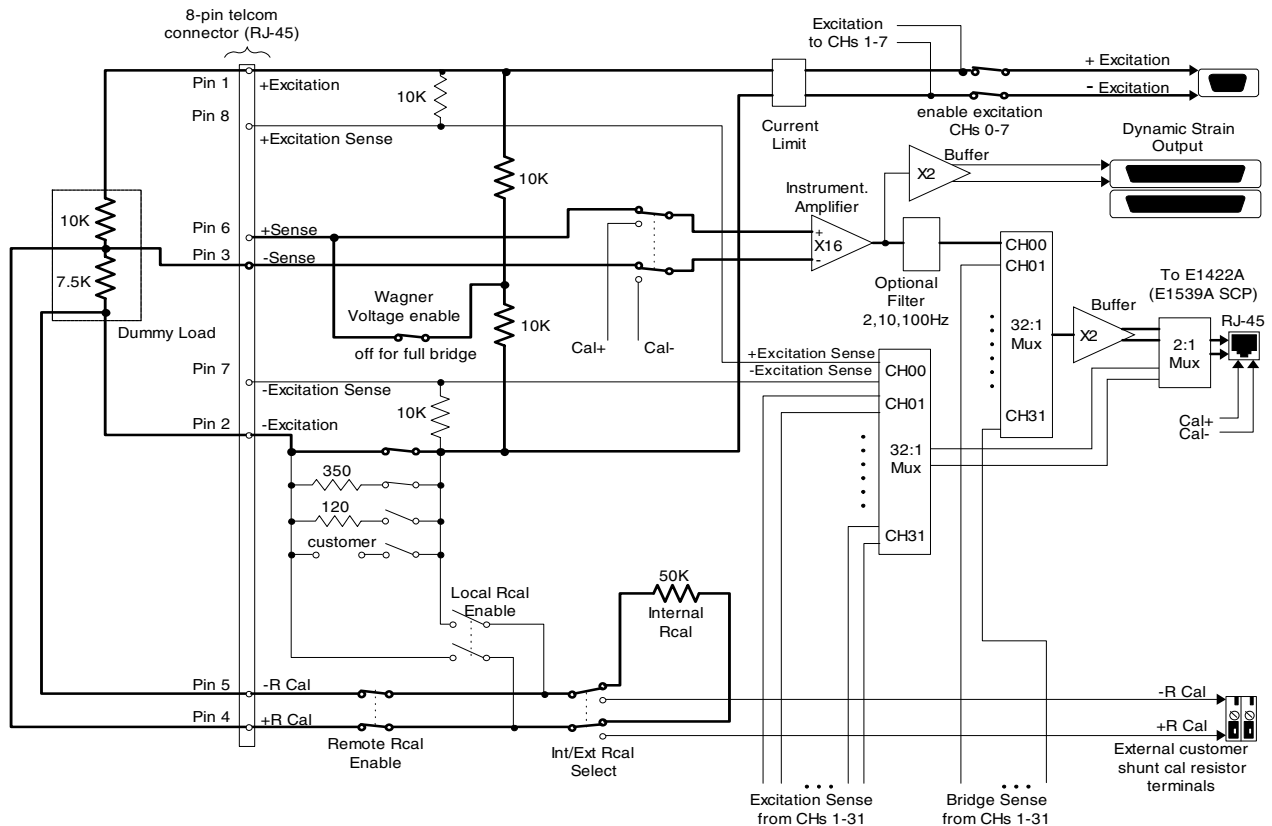 8-pin telcom
connector (RJ-45)
Excitation
to CHs 1-7
Pin 1
+Excitation
10K
Pin 8
+Excitation Sense
Current
Limit
+ Excitation
- Excitation
enable excitation
CHs 0-7
Dynamic Strain
Output
Buffer
X2
10K
Instrument.
Amplifier
10K
Pin 6
+Sense
Pin 3
-Sense
+
X16
-
CH00
CH01
7.5K
Dummy Load
Wagner
Voltage enable
off for full bridge
10K
Cal+
Cal-
Optional
Filter
2,10,100Hz
32:1
Mux
Buffer
X2
To E1422A
(E1539A SCP)
RJ-45
2:1
Mux
Pin 7
-Excitation Sense
+Excitation Sense
-Excitation Sense
CH00
CH01
CH31
Cal+
Cal-
10K
Pin 2
-Excitation
32:1
Mux
350
120
customer
CH31
Local Rcal
Enable
50K
Internal
Rcal
Pin 5
-R Cal
-R Cal
Pin 4
+R Cal
+R Cal
Remote Rcal
Enable
Int/Ext Rcal
Select
External customer
shunt cal resistor
terminals
Excitation Sense
from CHs 1-31
Bridge Sense
from CHs 1-31